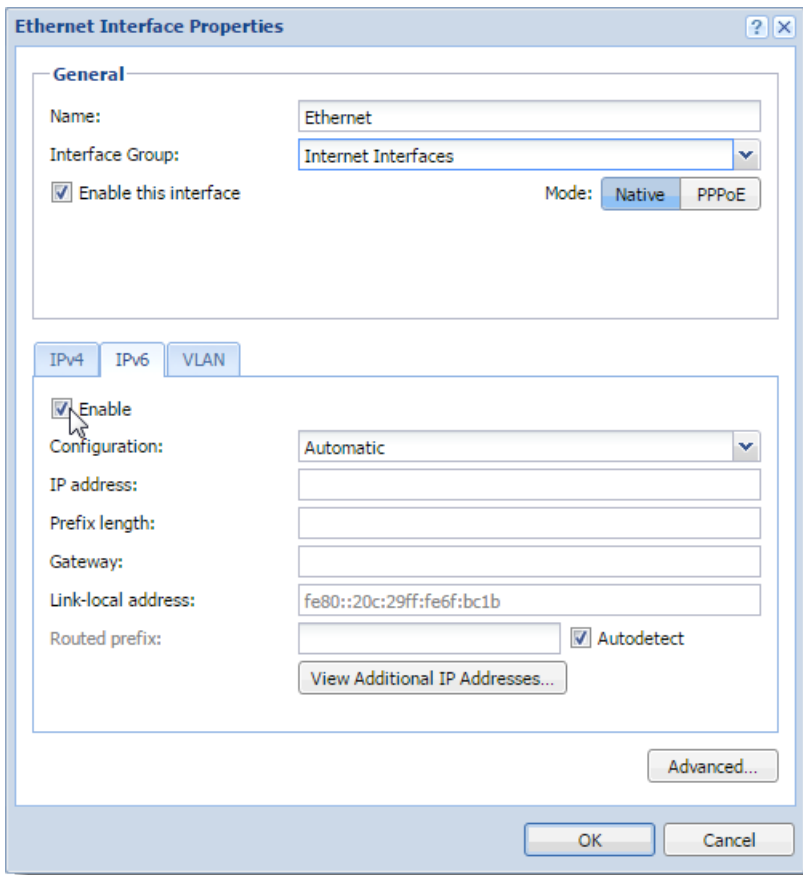 Ethernet Interface Properties
General
Name: Ethernet
Interface Group: Internet Interfaces
Enable this interface Mode: Native PPPoE
IPv4 IPv6 VLAN
Enable
Configuration: Automatic
IP address:
Prefix length:
Gateway:
Link-local address: fe80::20c:29ff:fe6f:bc1b
Routed prefix: Autodetect
View Additional IP Addresses...
Advanced...
OK Cancel